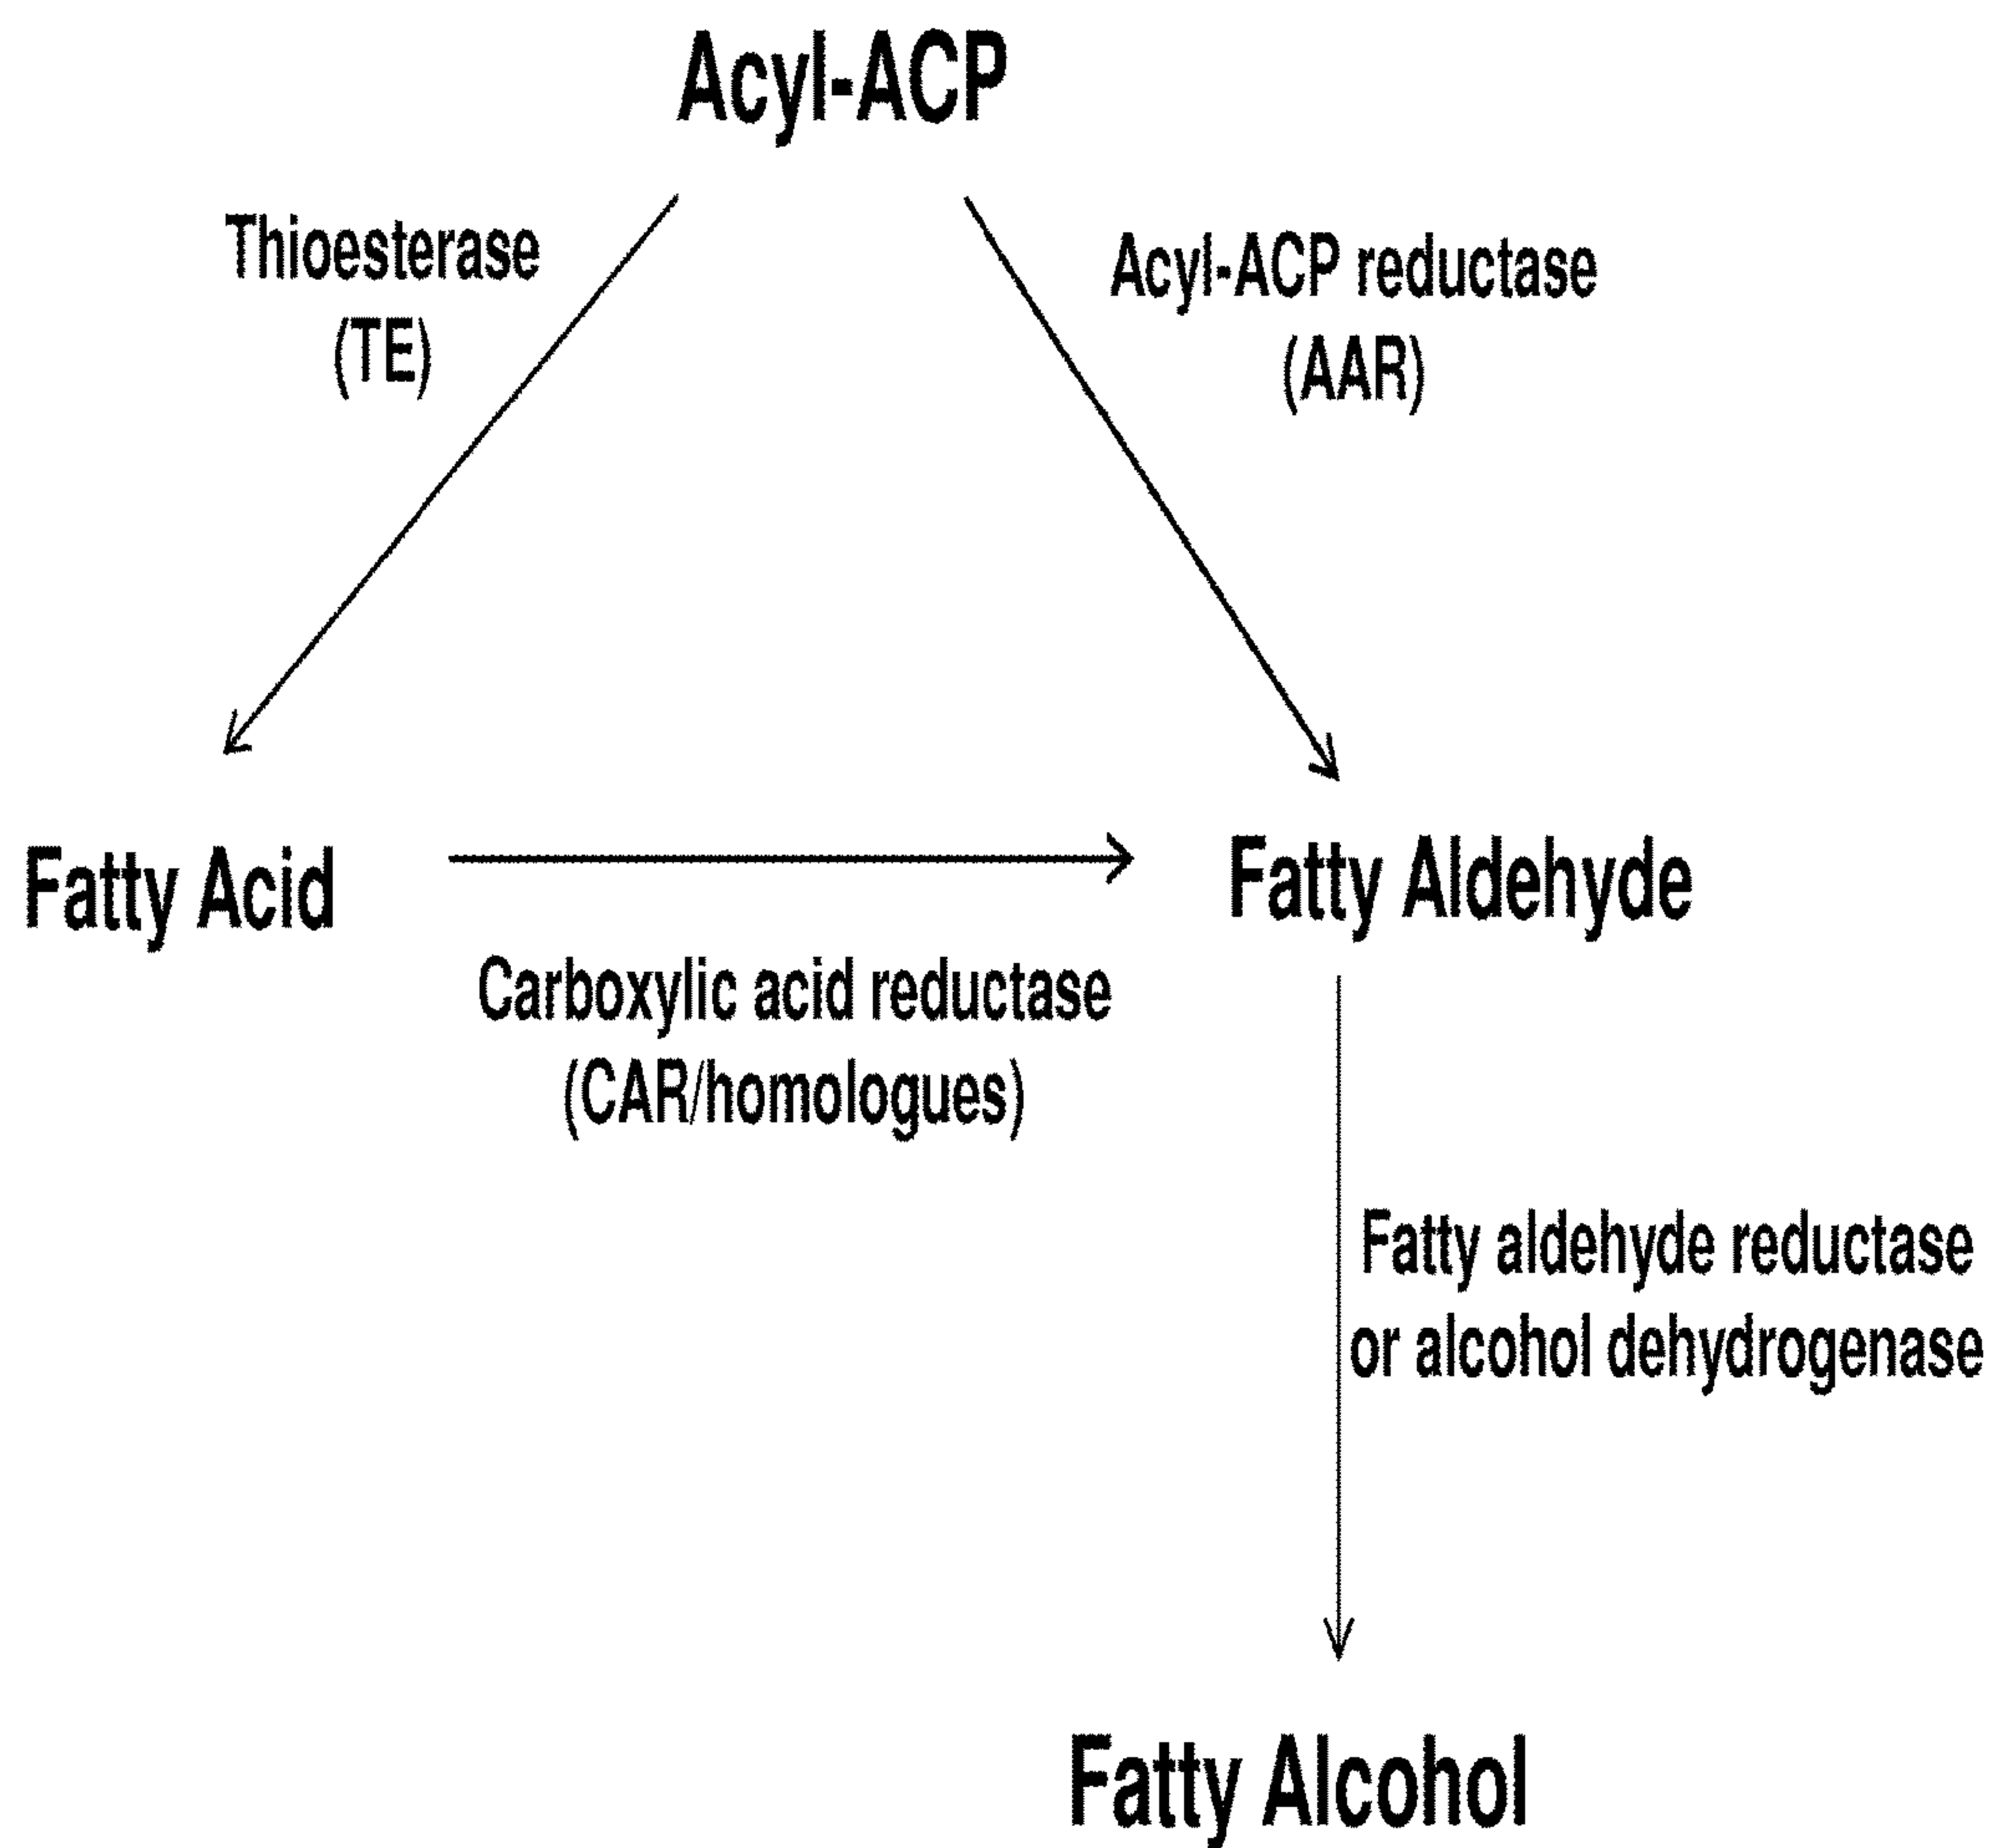 Acyl-ACP
Thioesterase
(TE)
Acyl-ACP reductase
(AAR)
Fatty Acid
Fatty Aldehyde
Carboxylic acid reductase
(CAR/homologues)
Fatty aldehyde reductase
or alcohol dehydrogenase
Fatty Alcohol